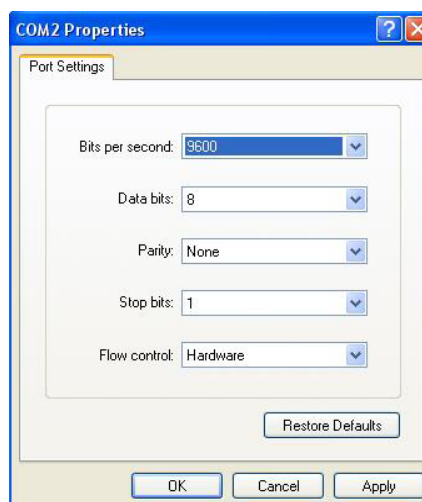 COM2 Properties
Port Settings
Bits per second: 9600
Data bits: 8
Parity: None
Stop bits: 1
Flow control: Hardware
Restore Defaults
OK Cancel Apply